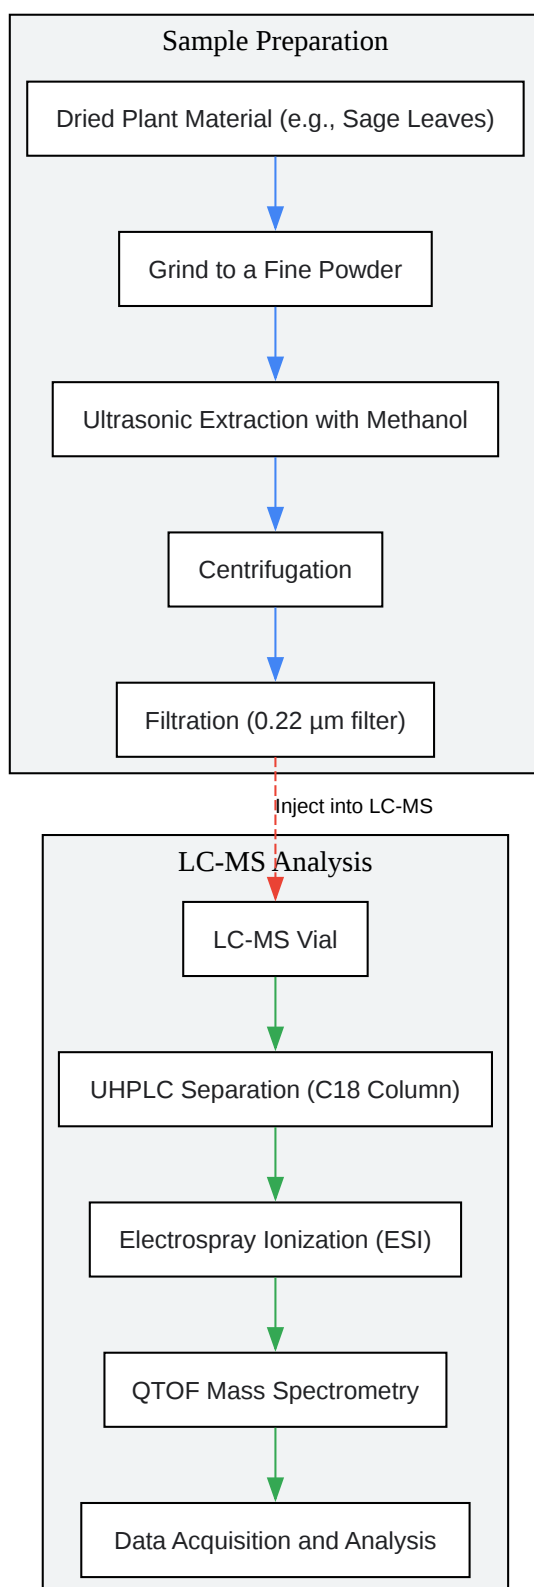 Sample Preparation
Dried Plant Material (e.g., Sage Leaves)
Grind to a Fine Powder
Ultrasonic Extraction with Methanol
Centrifugation
Filtration (0.22 µm filter)
Inject into LC-MS
LC-MS Analysis
LC-MS Vial
UHPLC Separation (C18 Column)
Electrospray Ionization (ESI)
QTOF Mass Spectrometry
Data Acquisition and Analysis